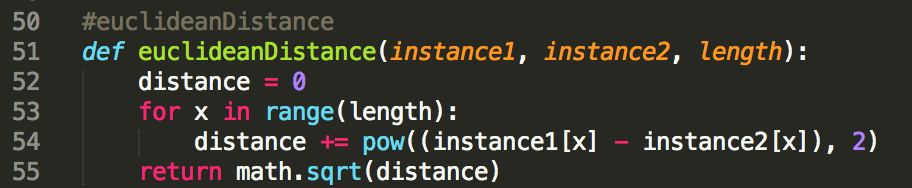 50 #euclideanDistance
51 def euclideanDistance(instance1, instance2, length):
52     distance = 0
53     for x in range(length):
54         distance += pow((instance1[x] - instance2[x]), 2)
55     return math.sqrt(distance)